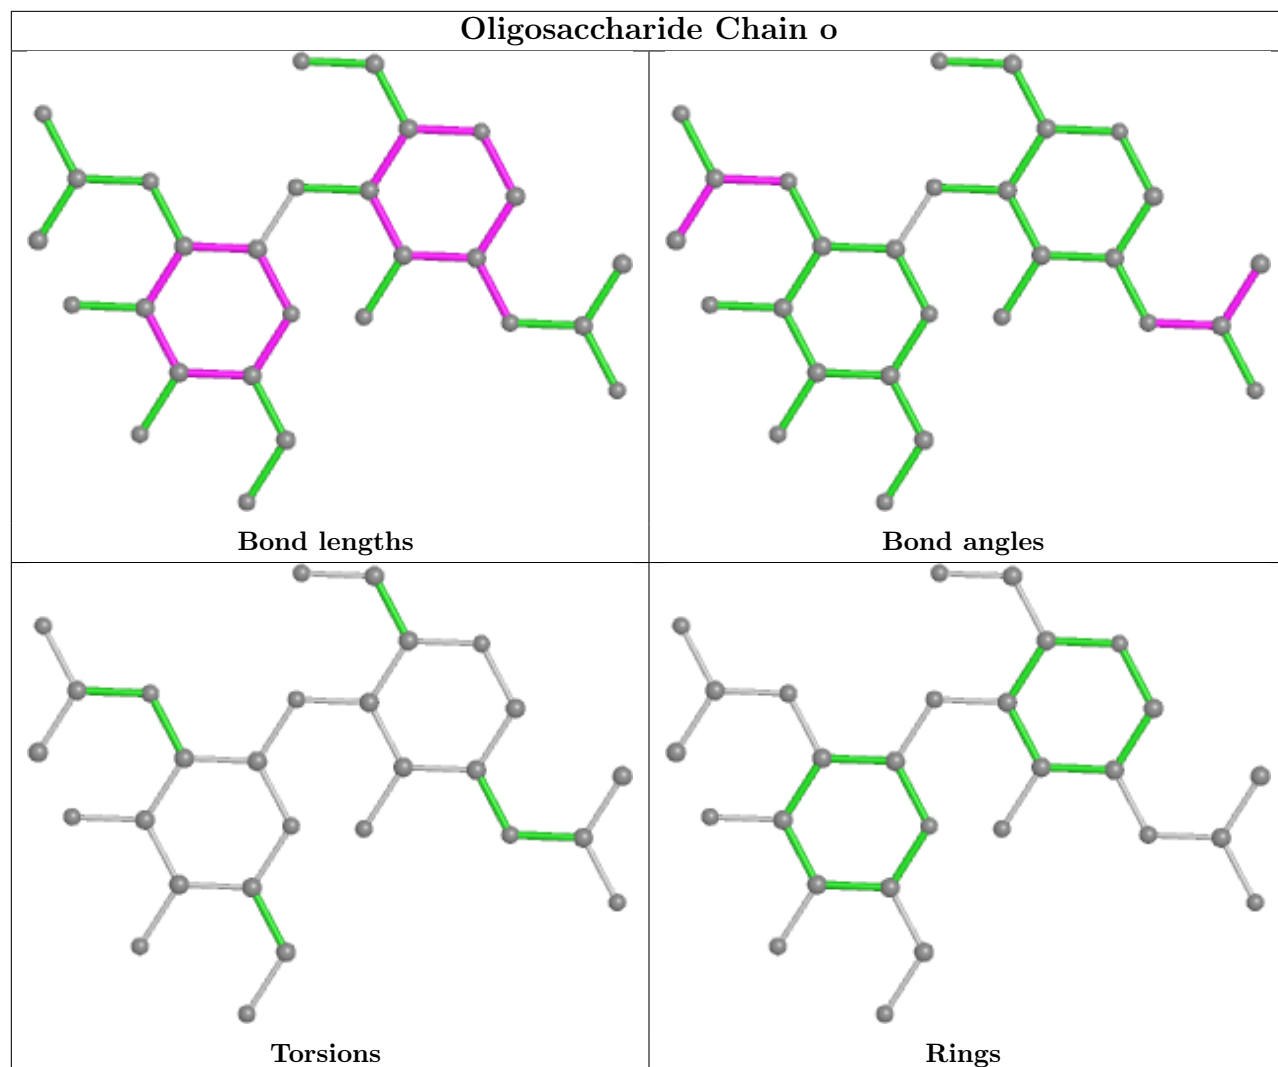 Oligosaccharide Chain o
Bond lengths
Bond angles
Torsions
Rings